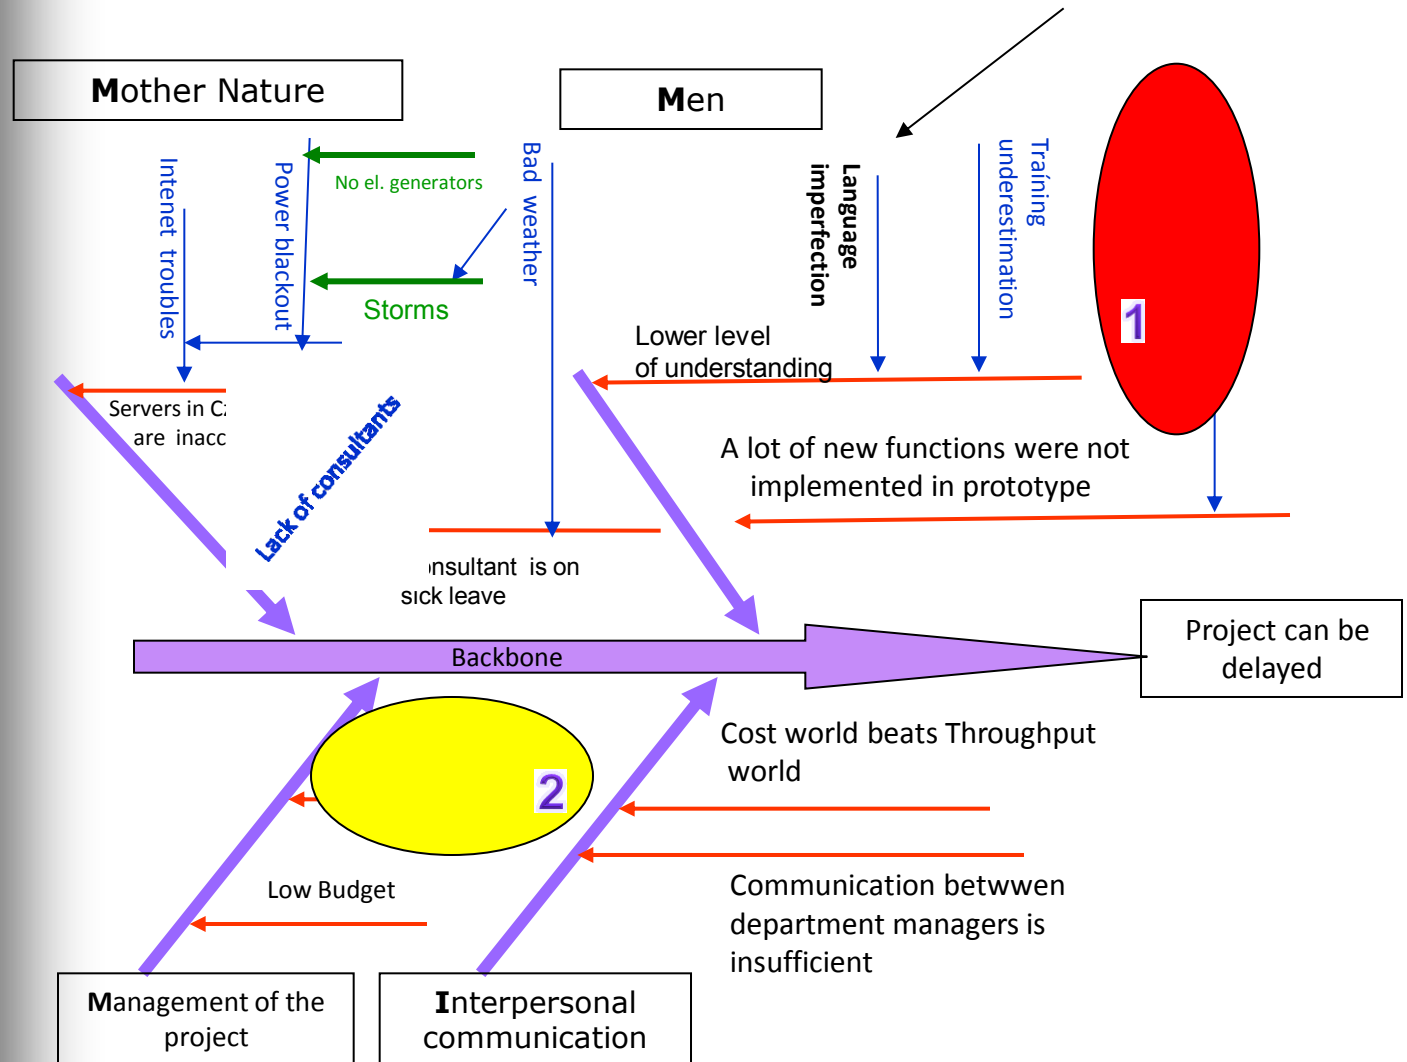 Mother Nature
Men
Intenet troubles
Power blackout
No el. generators
Storms
Bad weather
Language
imperfection
Traíning
underestimation
1
Lower level
of understanding
Servers in
are
Lack of consultants
A lot of new functions were not
implemented in prototype
is on
sick leave
Backbone
Project can be
delayed
2
Cost world beats Throughput
world
Low Budget
Communication betwwen
department managers is
insufficient
Management of the
project
Interpersonal
communication